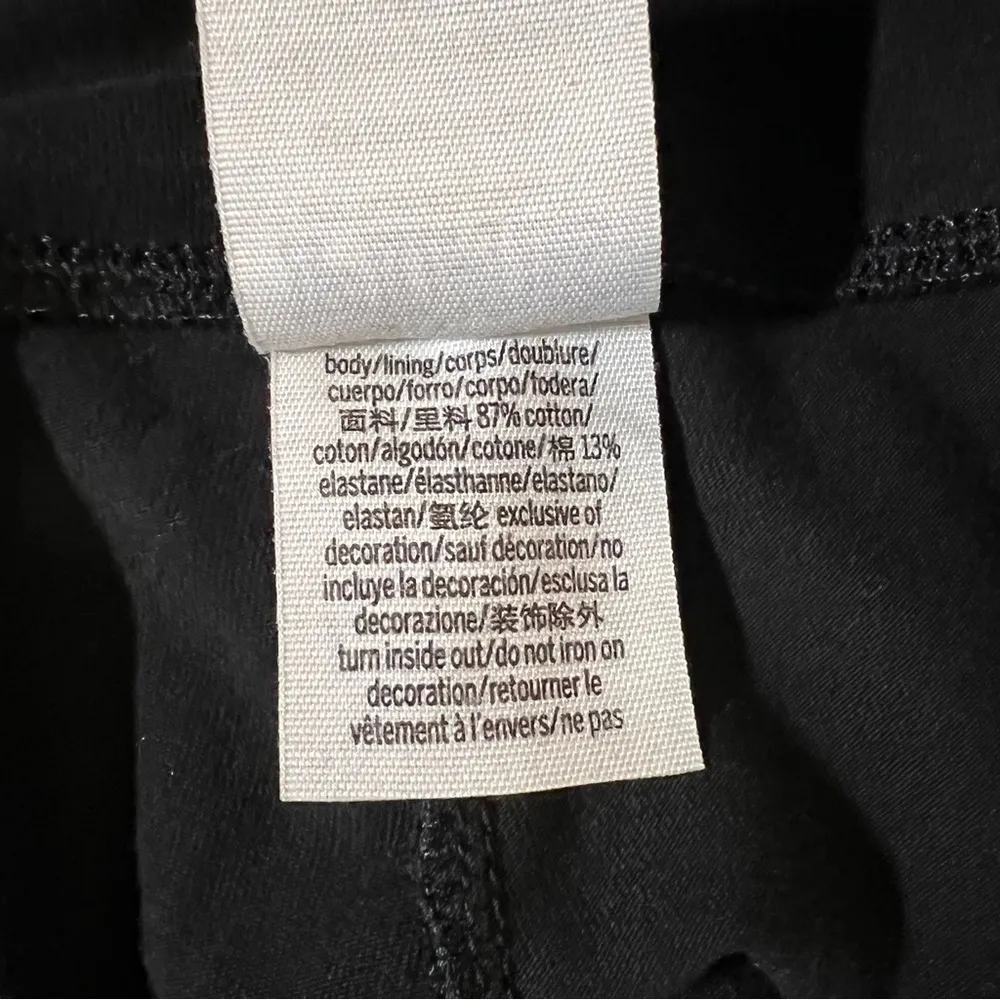 body/lining/corps/doublure/
cuerpo/forro/corpo/fodera/
面料/里料 87% cotton/
coton/algodón/cotone/棉 13%
elastane/élasthanne/elastano/
elastan/氨纶 exclusive of
decoration/sauf décoration/no
incluye la decoración/esclusa la
decorazione/装饰除外
turn inside out/do not iron on
decoration/retourner le
vêtement à l'envers/ne pas